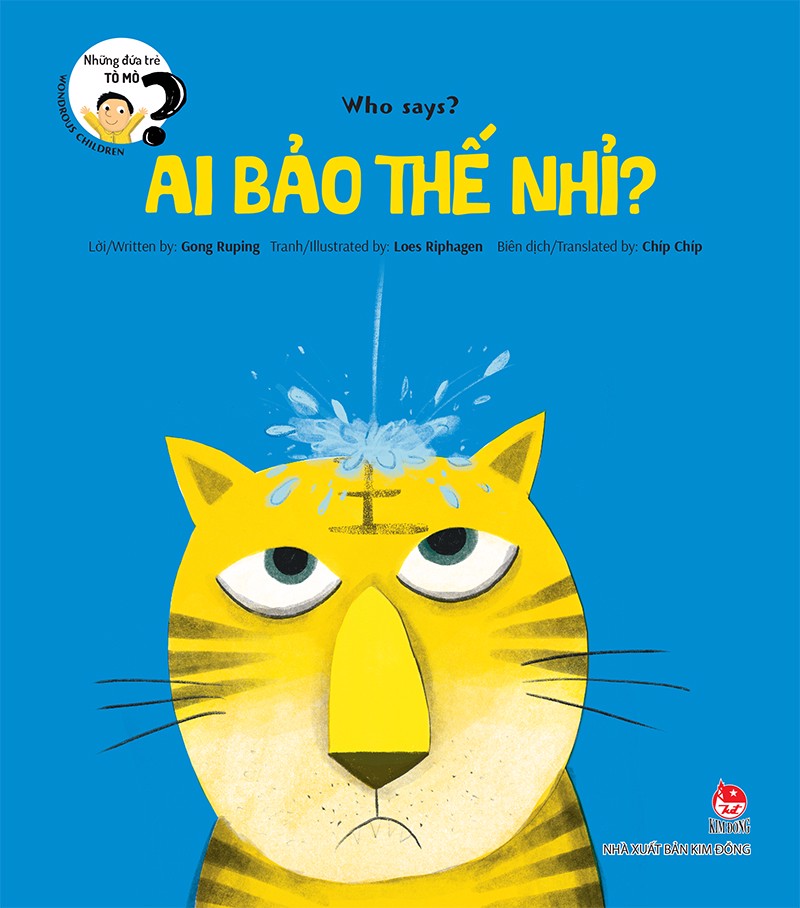 Những đứa trẻ
TÒ MÒ
?
WONDROUS CHILDREN
Who says?
AI BẢO THẾ NHỈ?
Lời/Written by: Gong Ruping Tranh/Illustrated by: Loes Riphagen Biên dịch/Translated by: Chíp Chíp
Kđ
KIM ĐỒNG
NHÀ XUẤT BẢN KIM ĐỒNG